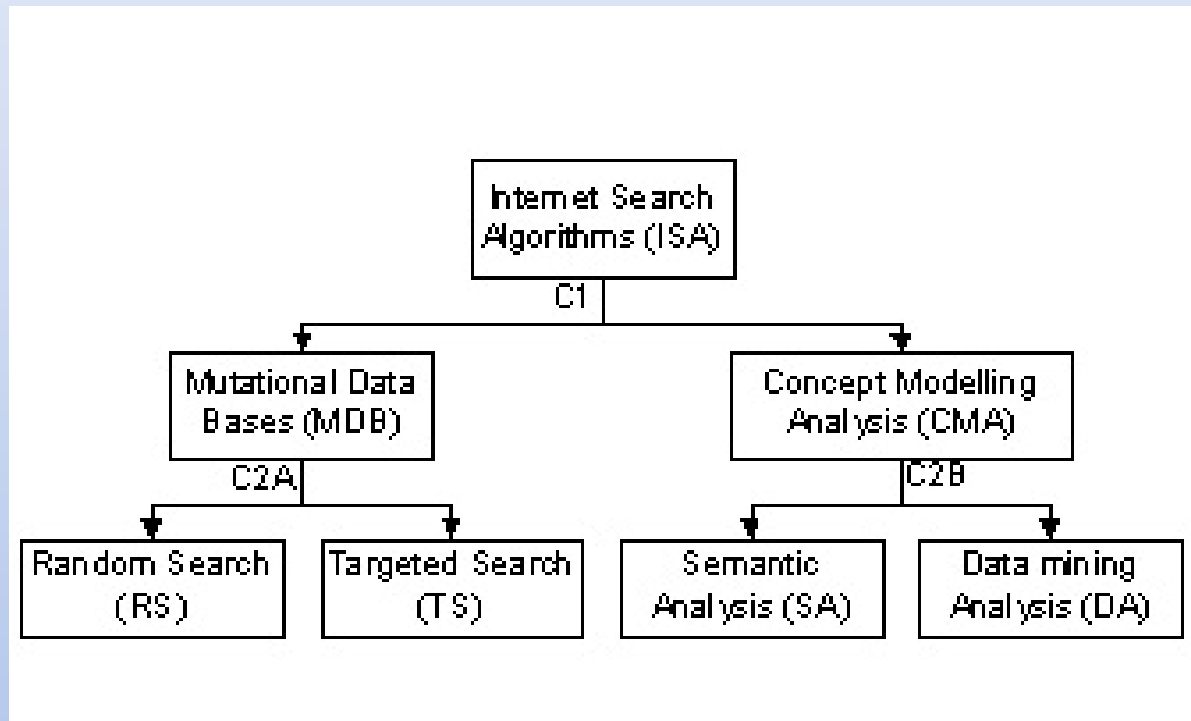 Internet Search
Algorithms (ISA)
C1
Mutational Data
Bases (MDB)
Concept Modelling
Analysis (CMA)
C2A
C2B
Random Search
(RS)
Targeted Search
(TS)
Semantic
Analysis (SA)
Data mining
Analysis (DA)